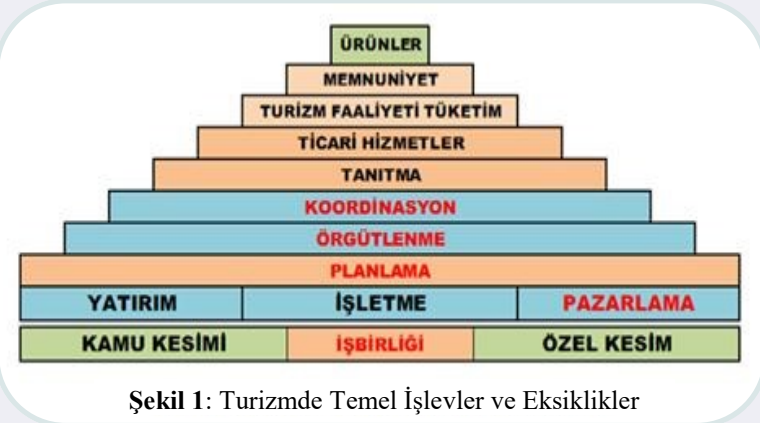 ÜRÜNLER
MEMNUNİYET
TURİZM FAALİYETİ TÜKETİM
TİCARİ HİZMETLER
TANITMA
KOORDİNASYON
ÖRGÜTLENME
PLANLAMA
YATIRIM İŞLETME PAZARLAMA
KAMU KESİMİ İŞBİRLİĞİ ÖZEL KESİM
Şekil 1: Turizmde Temel İşlevler ve Eksiklikler